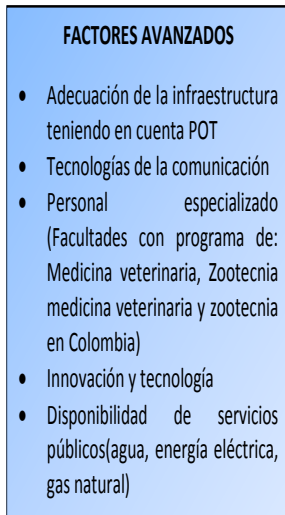 FACTORES AVANZADOS
• Adecuación de la infraestructura
teniendo en cuenta POT
• Tecnologías de la comunicación
• Personal especializado
(Facultades con programa de:
Medicina veterinaria, Zootecnia
medicina veterinaria y zootecnia
en Colombia)
• Innovación y tecnología
• Disponibilidad de servicios
públicos(agua, energía eléctrica,
gas natural)